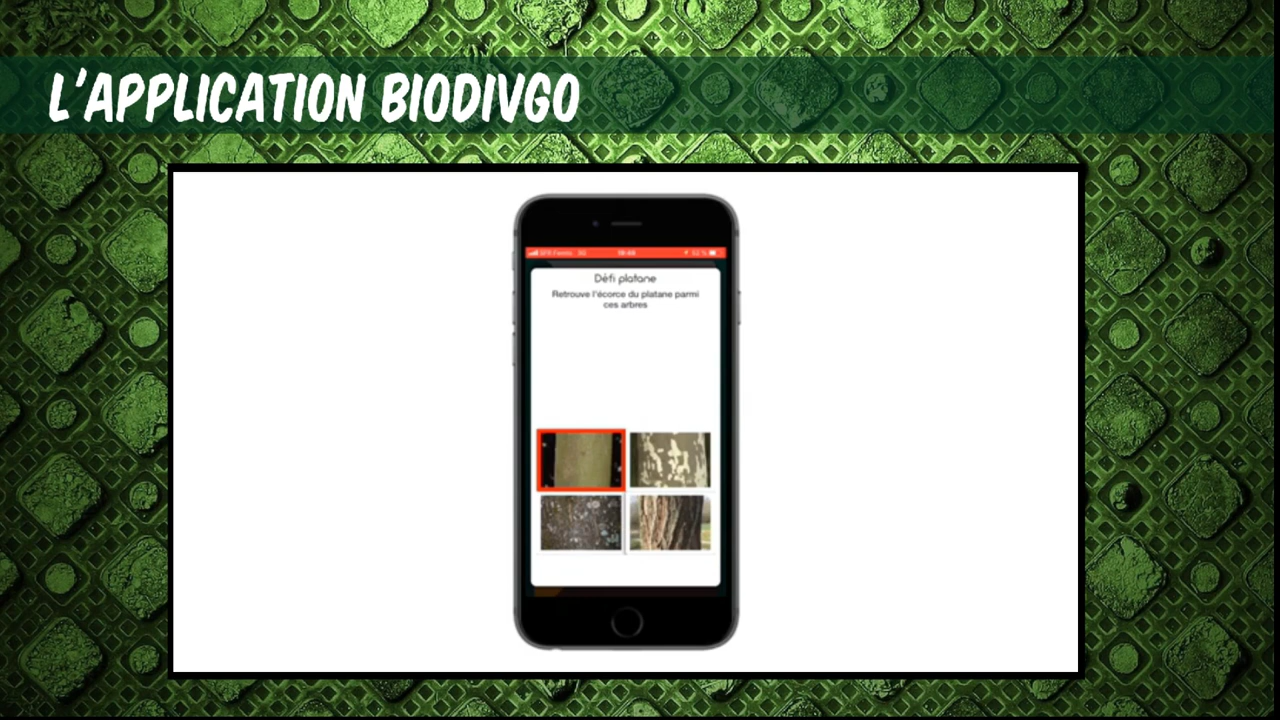 L'APPLICATION BIODIVGO
Défi platane
Retrouve l'écorce du platane parmi
ces arbres